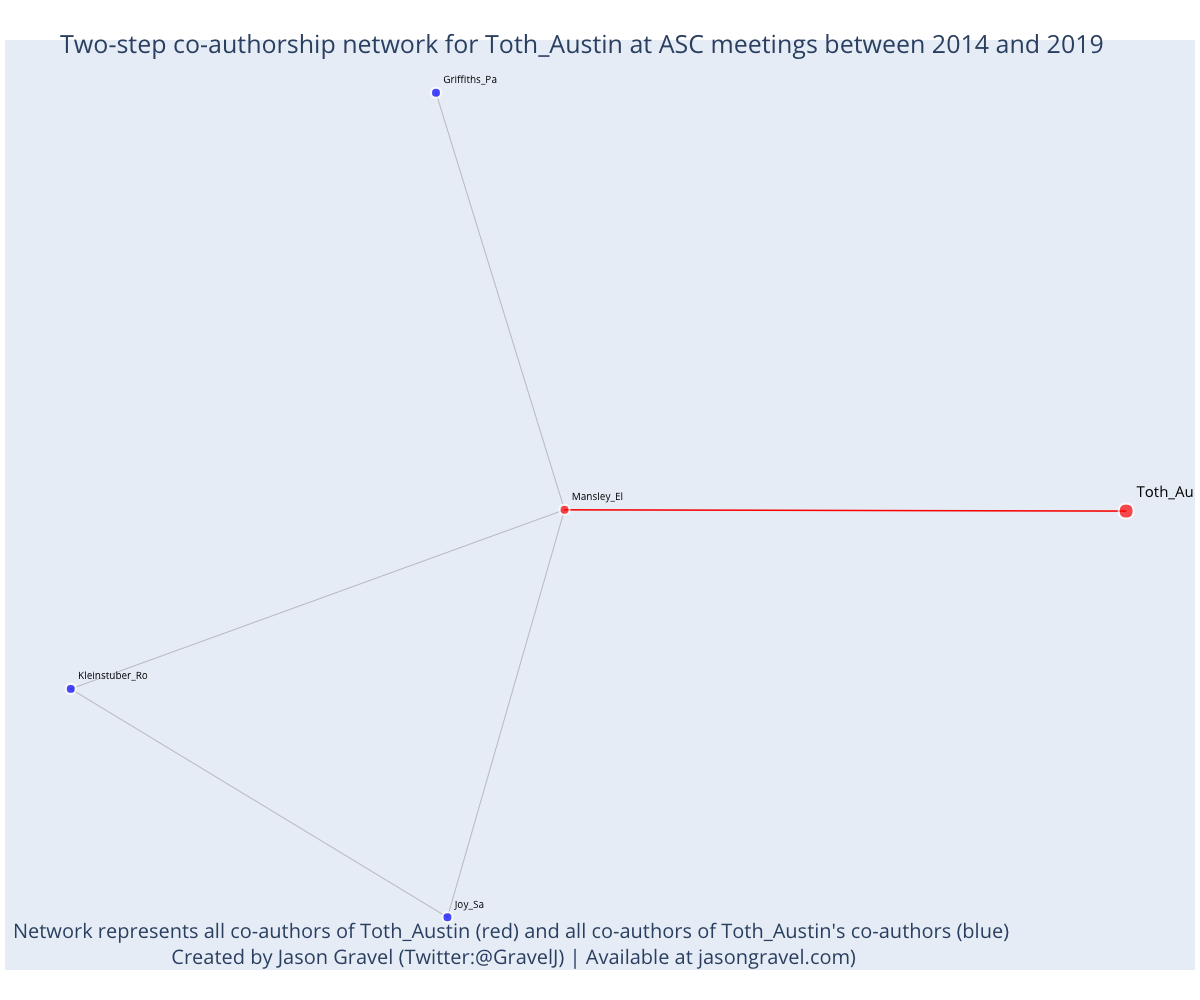 Two-step co-authorship network for Toth_Austin at ASC meetings between 2014 and 2019
Griffiths_Pa
Mansley_El
Toth_Au
Kleinstuber_Ro
Joy_Sa
Network represents all co-authors of Toth_Austin (red) and all co-authors of Toth_Austin's co-authors (blue)
Created by Jason Gravel (Twitter:@GravelJ) | Available at jasongravel.com)